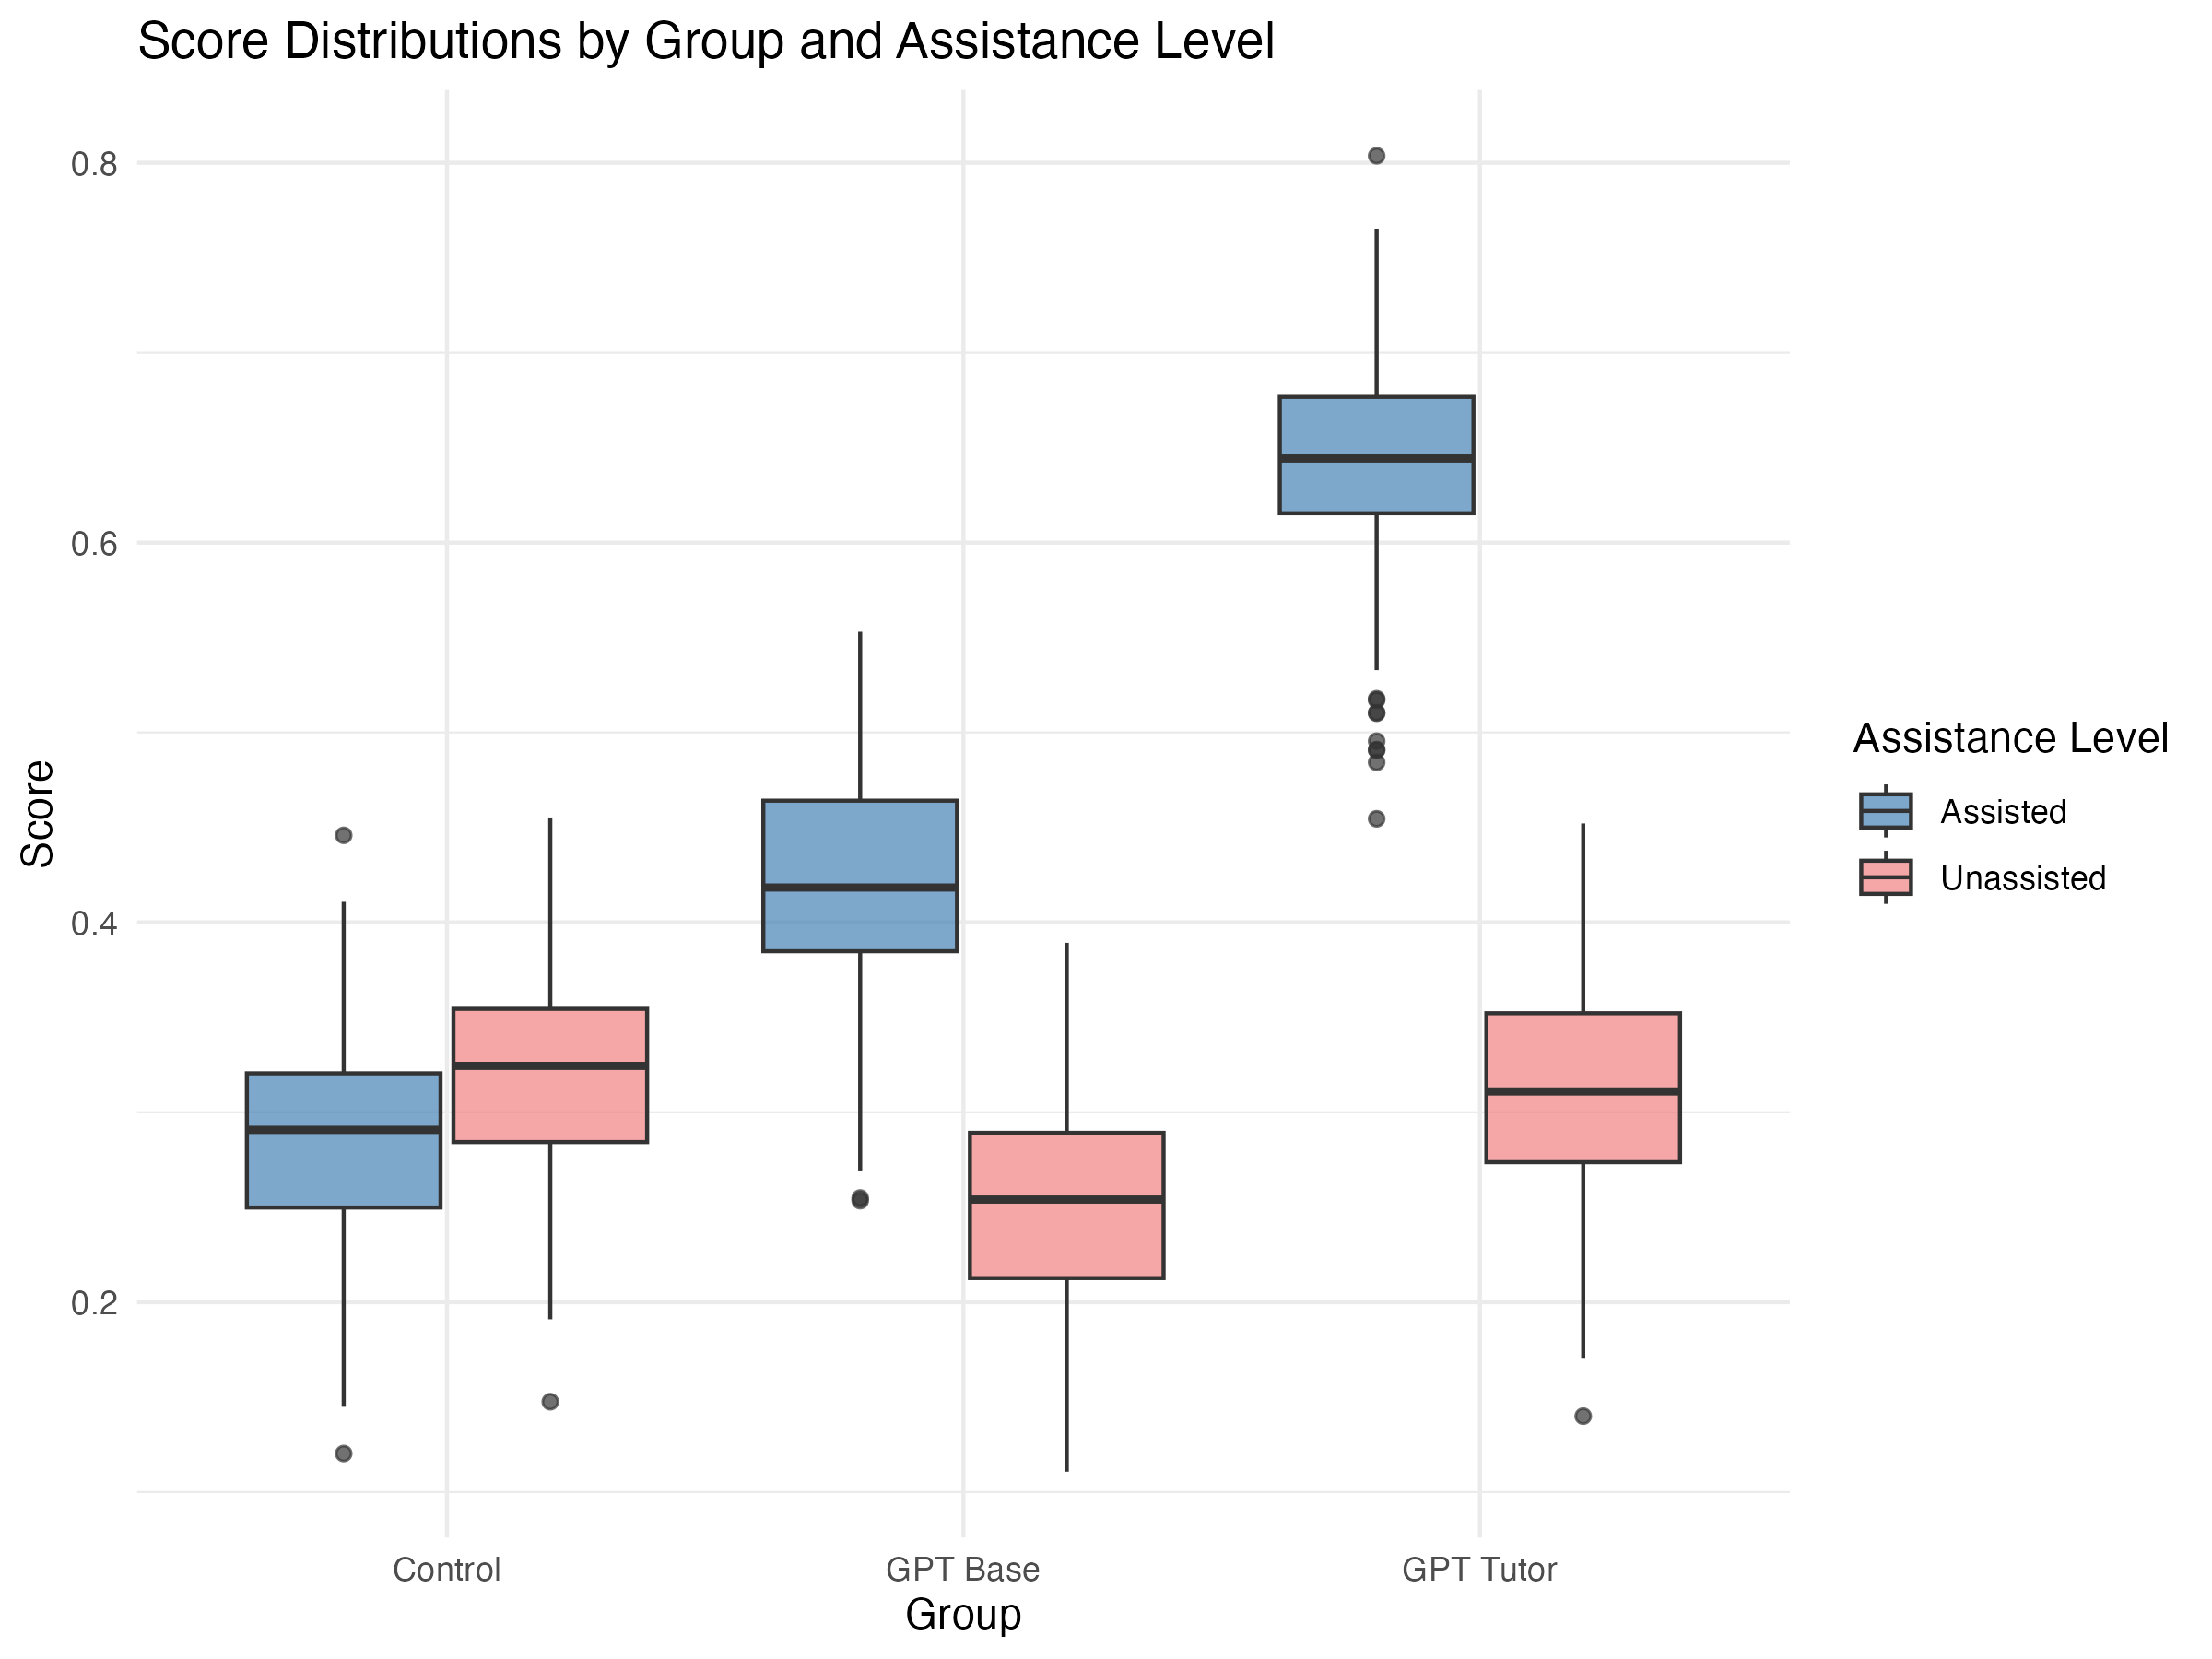 Score Distributions by Group and Assistance Level
0.8
0.6
0.4
0.2
Score
Control
GPT Base
GPT Tutor
Group
Assistance Level
Assisted
Unassisted